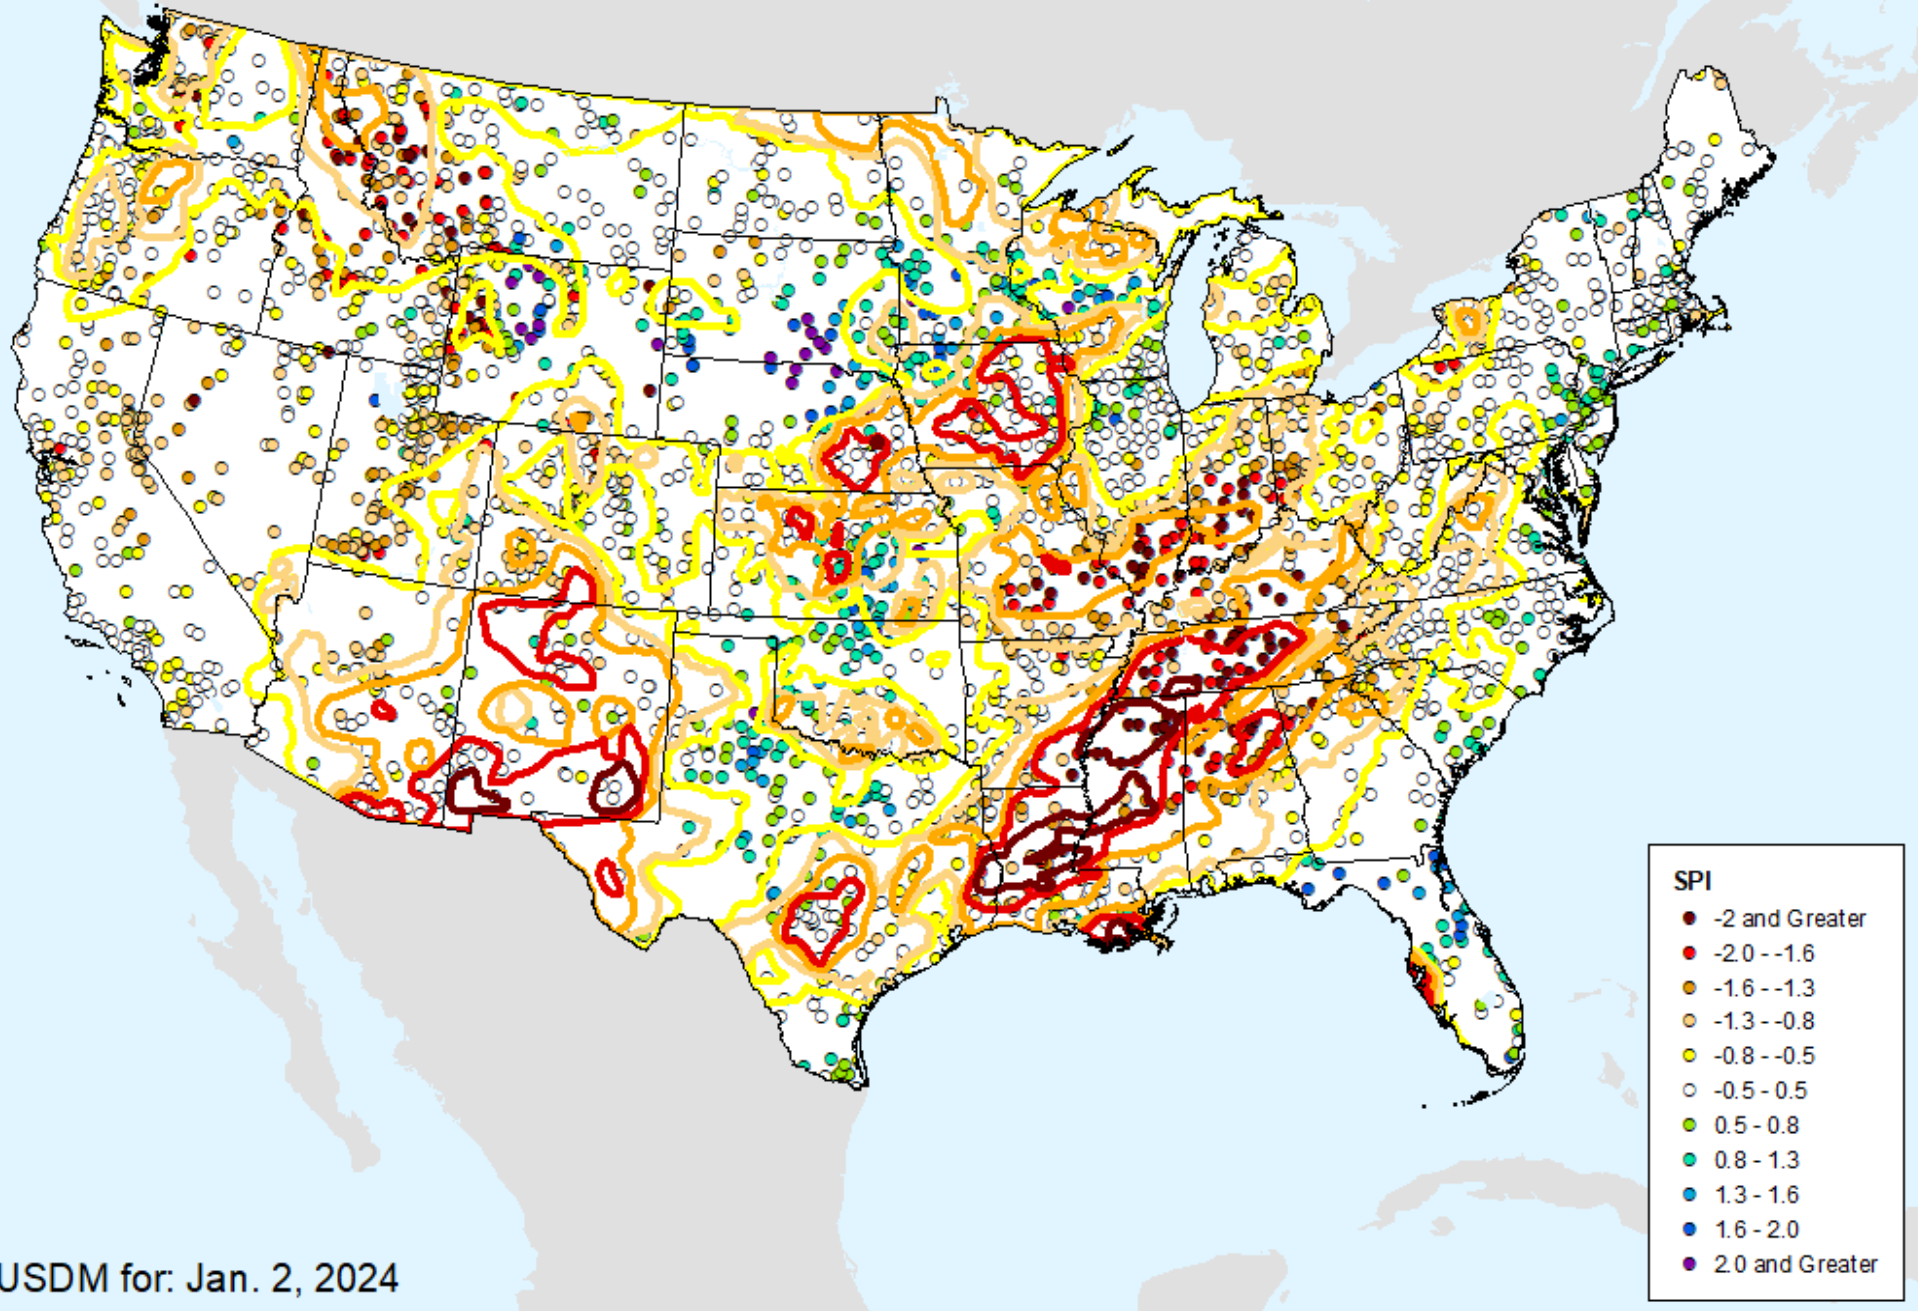 SPI
-2 and Greater
-2.0 - -1.6
-1.6 - -1.3
-1.3 - -0.8
-0.8 - -0.5
-0.5 - 0.5
0.5 - 0.8
0.8 - 1.3
1.3 - 1.6
1.6 - 2.0
2.0 and Greater
USDM for: Jan. 2, 2024